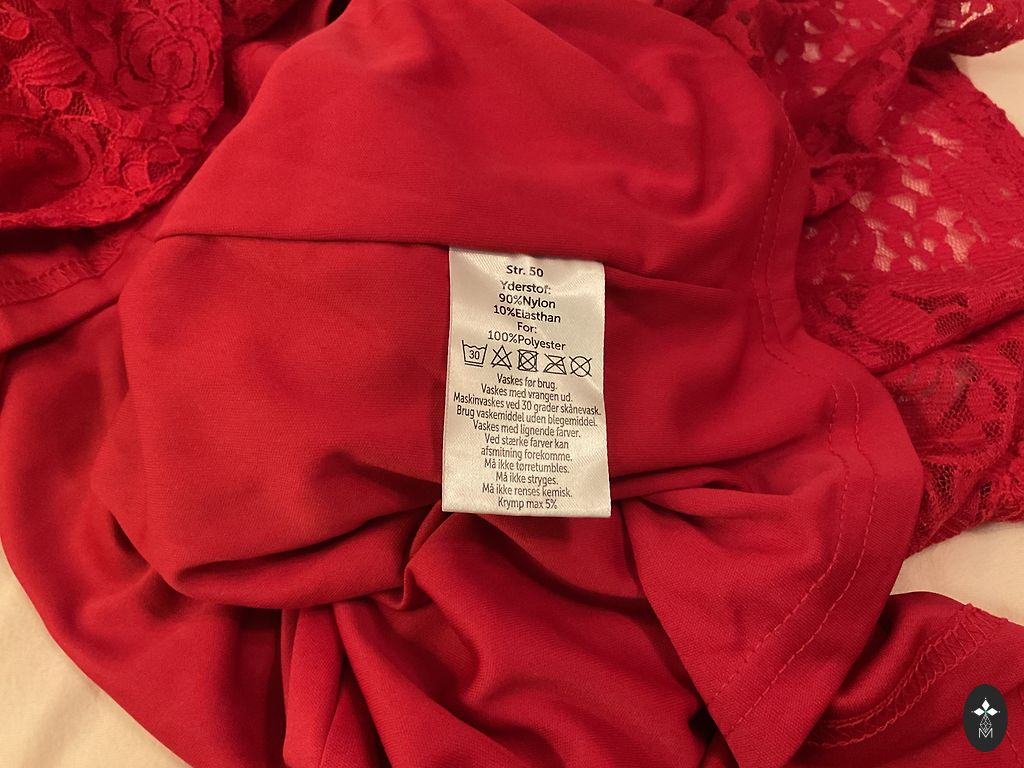 Str. 50
Yderstof:
90%Nylon
10%Elasthan
For:
100%Polyester
30
Vaskes før brug.
Vaskes med vrangen ud.
Maskinvaskes ved 30 grader skånevask.
Brug vaskemiddel uden blegemiddel.
Vaskes med lignende farver.
Ved stærke farver kan
afsmitning forekomme.
Må ikke tørretumbles.
Må ikke stryges.
Må ikke renses kemisk.
Krymp max 5%
M